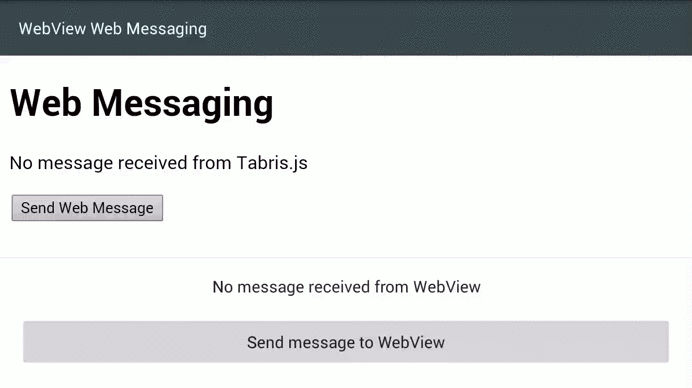 WebView Web Messaging
Web Messaging
No message received from Tabris.js
Send Web Message
No message received from WebView
Send message to WebView